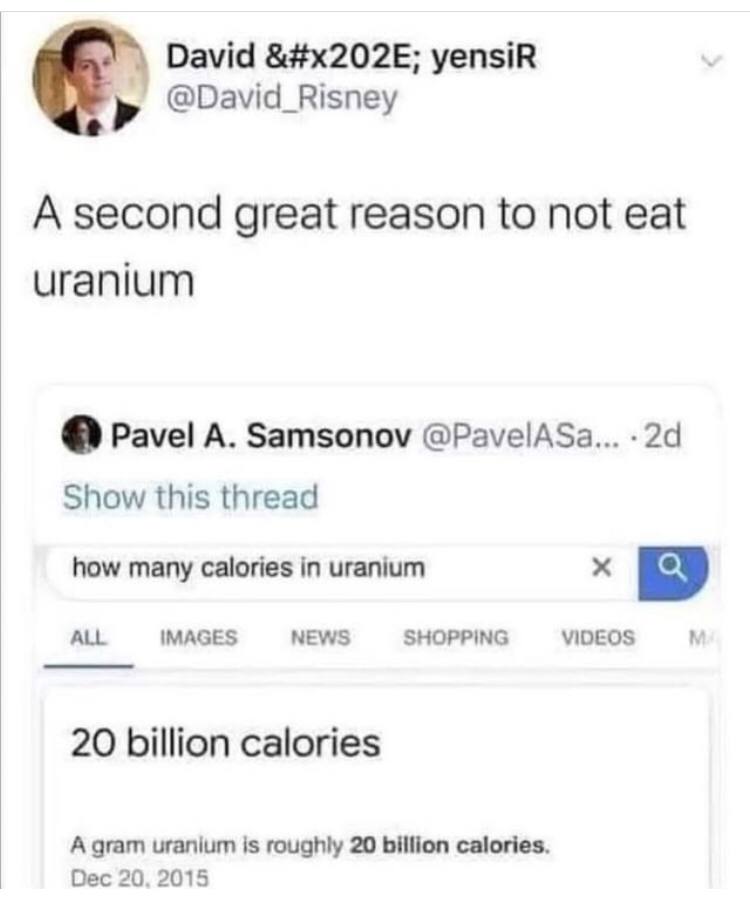 David &#x202E; yensiR
@David_Risney
A second great reason to not eat
uranium
Pavel A. Samsonov @PavelASa... · 2d
Show this thread
how many calories in uranium
ALL IMAGES NEWS SHOPPING VIDEOS
20 billion calories
A gram uranium is roughly 20 billion calories.
Dec 20, 2015